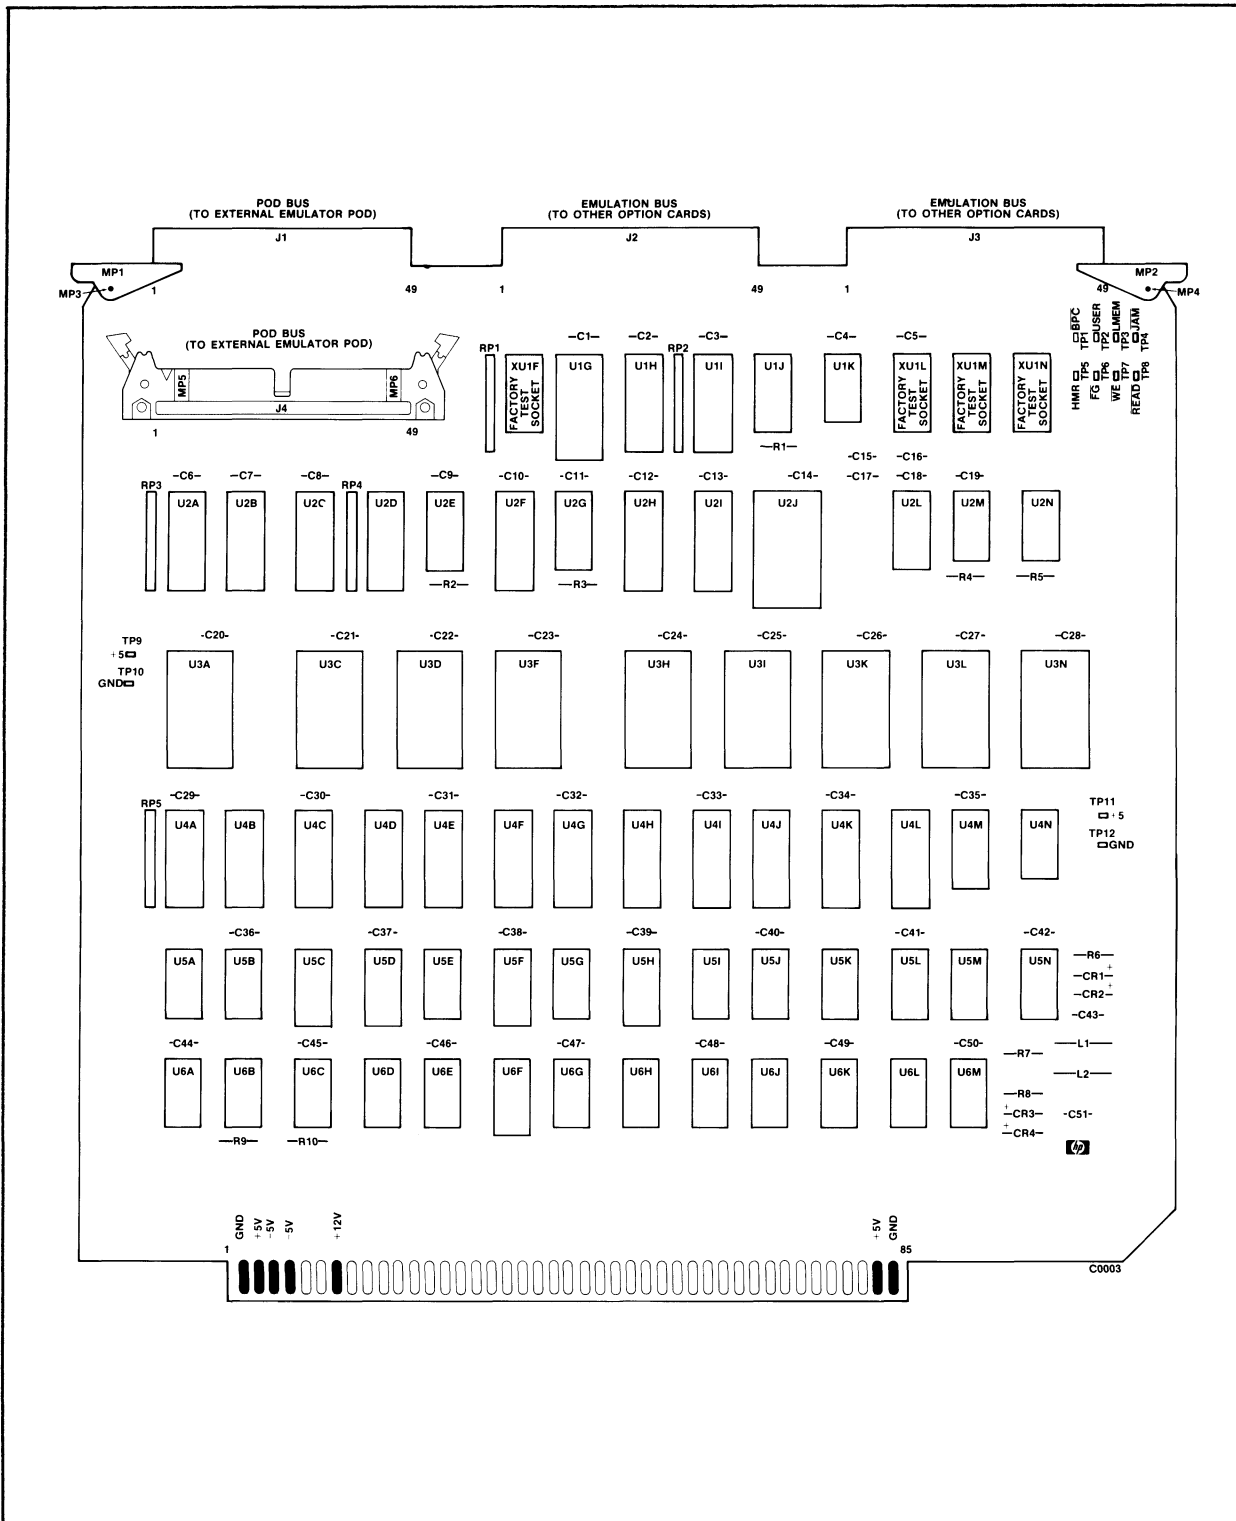 POD BUS
(TO EXTERNAL EMULATOR POD)
EMULATION BUS
(TO OTHER OPTION CARDS)
EMULATION BUS
(TO OTHER OPTION CARDS)
J1
J2
J3
MP1
MP2
MP3
1
49
1
49
1
49
MP4
BPC
TP1
USER
TP2
LMEM
TP3
JAM
TP4
POD BUS
(TO EXTERNAL EMULATOR POD)
-C1-
-C2-
-C3-
-C4-
-C5-
RP1
RP2
XU1F
FACTORY
TEST
SOCKET
U1G
U1H
U1I
U1J
U1K
XU1L
FACTORY
TEST
SOCKET
XU1M
FACTORY
TEST
SOCKET
XU1N
FACTORY
TEST
SOCKET
HMR
TP5
FG
TP6
WE
TP7
READ
TP8
MP5
MP6
J4
1
49
-R1-
-C15-
-C16-
RP3
-C6-
-C7-
-C8-
RP4
-C9-
-C10-
-C11-
-C12-
-C13-
-C14-
-C17-
-C18-
-C19-
U2A
U2B
U2C
U2D
U2E
U2F
U2G
U2H
U2I
U2J
U2L
U2M
U2N
-R2-
-R3-
-R4-
-R5-
TP9
+5
TP10
GND
-C20-
-C21-
-C22-
-C23-
-C24-
-C25-
-C26-
-C27-
-C28-
U3A
U3C
U3D
U3F
U3H
U3I
U3K
U3L
U3N
RP5
-C29-
-C30-
-C31-
-C32-
-C33-
-C34-
-C35-
TP11
+5
TP12
GND
U4A
U4B
U4C
U4D
U4E
U4F
U4G
U4H
U4I
U4J
U4K
U4L
U4M
U4N
-C36-
-C37-
-C38-
-C39-
-C40-
-C41-
-C42-
U5A
U5B
U5C
U5D
U5E
U5F
U5G
U5H
U5I
U5J
U5K
U5L
U5M
U5N
-R6-
+
-CR1-
+
-CR2-
-C43-
-C44-
-C45-
-C46-
-C47-
-C48-
-C49-
-C50-
-R7-
-L1-
U6A
U6B
U6C
U6D
U6E
U6F
U6G
U6H
U6I
U6J
U6K
U6L
U6M
-L2-
-R8-
+
-CR3-
-C51-
+
-CR4-
-R9-
-R10-
hp
GND
+5V
-5V
-5V
+12V
+5V
GND
1
85
C0003